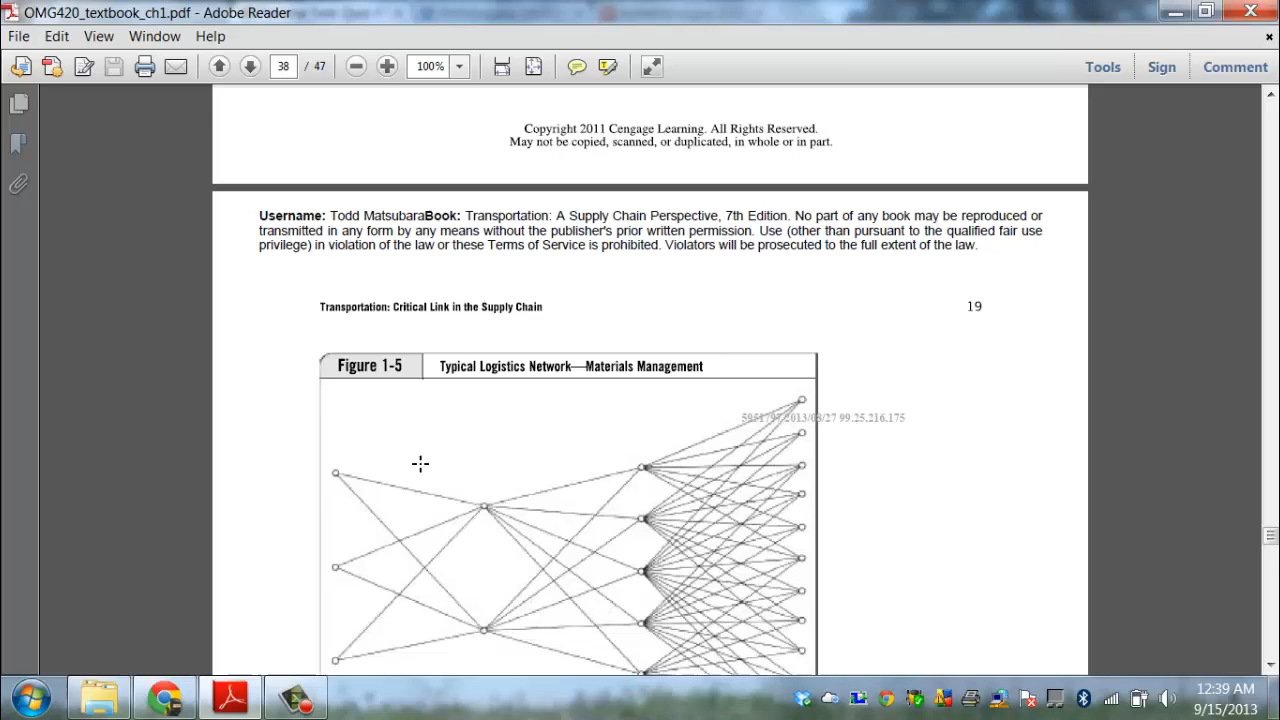 OMG420_textbook_ch1.pdf - Adobe Reader
File Edit View Window Help
38 / 47 100% Tools Sign Comment
Copyright 2011 Cengage Learning. All Rights Reserved.
May not be copied, scanned, or duplicated, in whole or in part.
Username: Todd MatsubaraBook: Transportation: A Supply Chain Perspective, 7th Edition. No part of any book may be reproduced or
transmitted in any form by any means without the publisher's prior written permission. Use (other than pursuant to the qualified fair use
privilege) in violation of the law or these Terms of Service is prohibited. Violators will be prosecuted to the full extent of the law.
Transportation: Critical Link in the Supply Chain 19
Figure 1-5 Typical Logistics Network—Materials Management
99.25.216.175
12:39 AM
9/15/2013